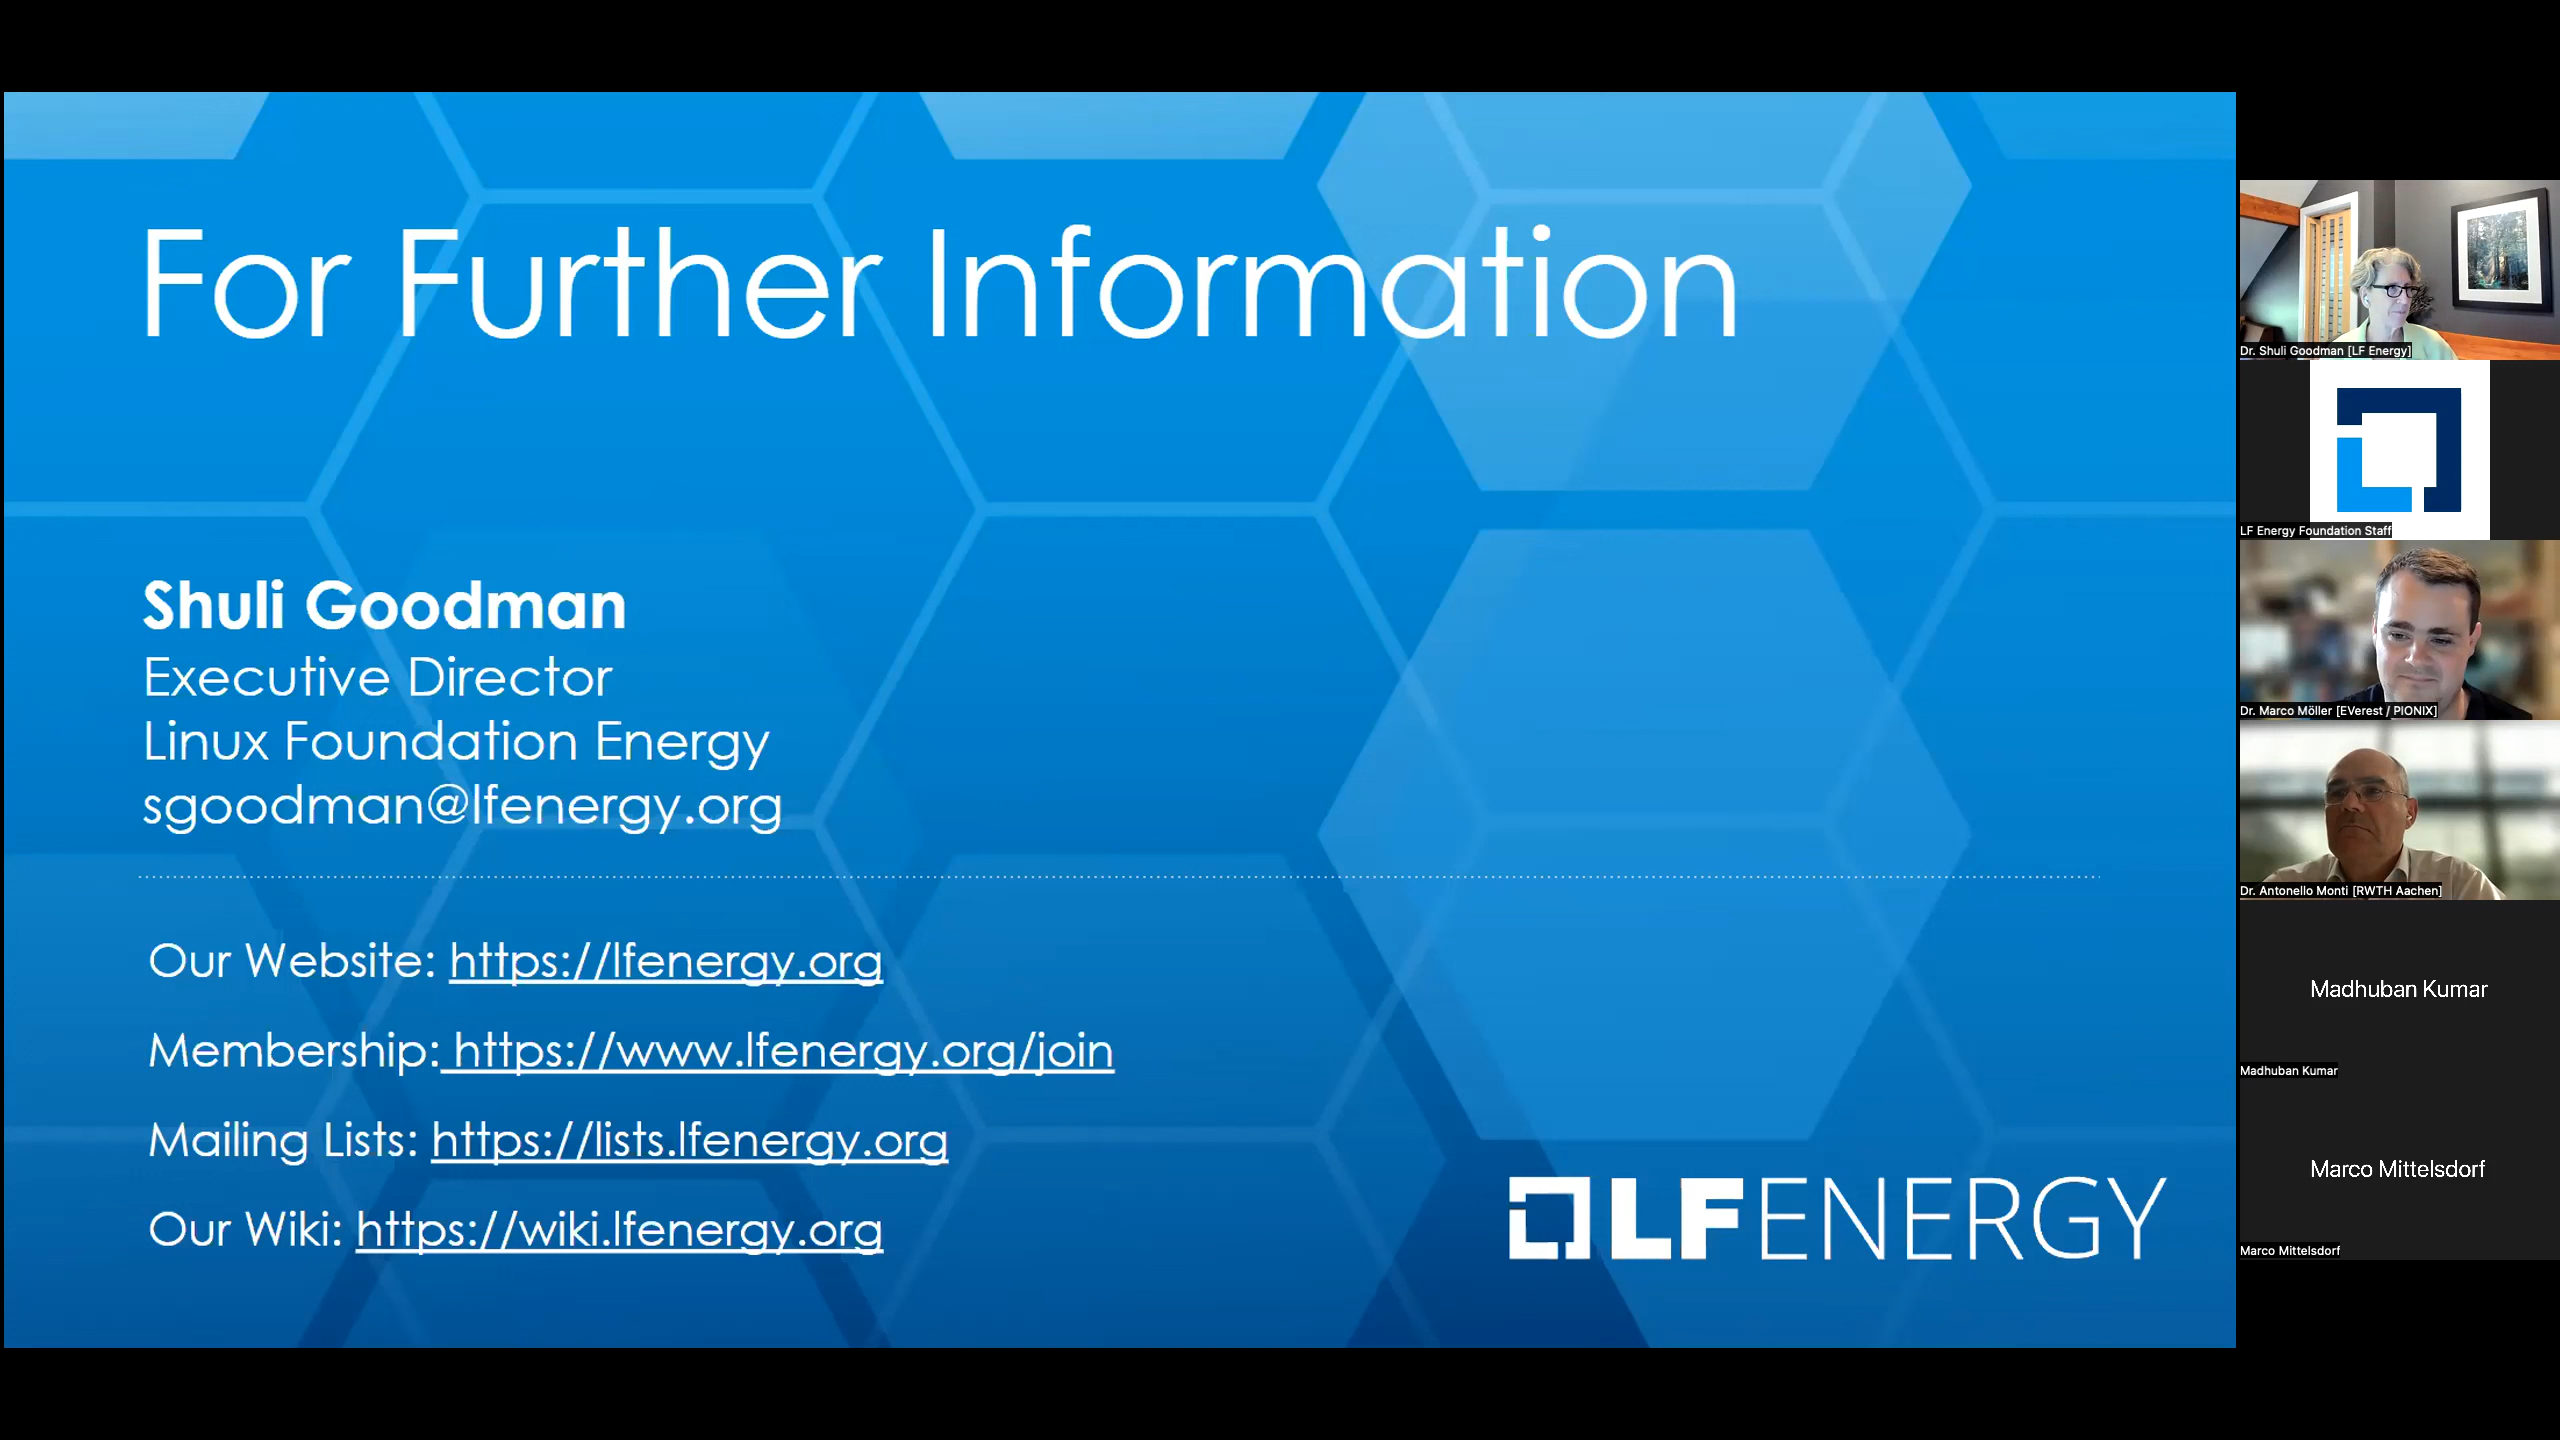 For Further Information
Shuli Goodman
Executive Director
Linux Foundation Energy
sgoodman@lfenergy.org
Our Website: https://lfenergy.org
Membership: https://www.lfenergy.org/join
Mailing Lists: https://lists.lfenergy.org
Our Wiki: https://wiki.lfenergy.org
LFENERGY
Dr. Shuli Goodman [LF Energy]
LF Energy Foundation Staff
Dr. Marco Möller [EVerest / PIONIX]
Dr. Antonello Monti [RWTH Aachen]
Madhuban Kumar
Madhuban Kumar
Marco Mittelsdorf
Marco Mittelsdorf